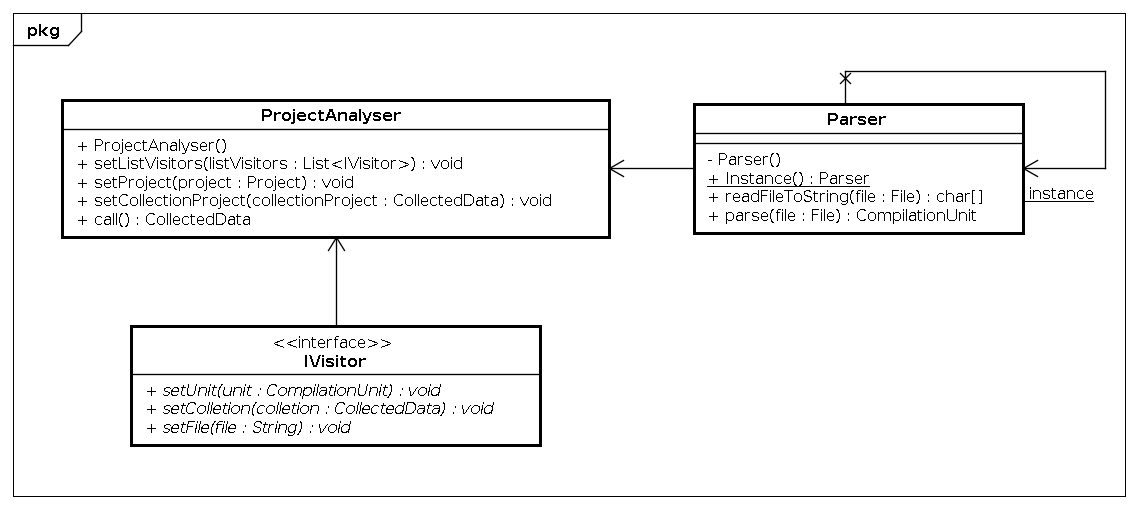 pkg
ProjectAnalyser
+ ProjectAnalyser()
+ setListVisitors(listVisitors : List<IVisitor>) : void
+ setProject(project : Project) : void
+ setCollectionProject(collectionProject : CollectedData) : void
+ call() : CollectedData
Parser
- Parser()
+ Instance() : Parser
+ readFileToString(file : File) : char[]
+ parse(file : File) : CompilationUnit
instance
<<interface>>
IVisitor
+ setUnit(unit : CompilationUnit) : void
+ setColletion(colletion : CollectedData) : void
+ setFile(file : String) : void